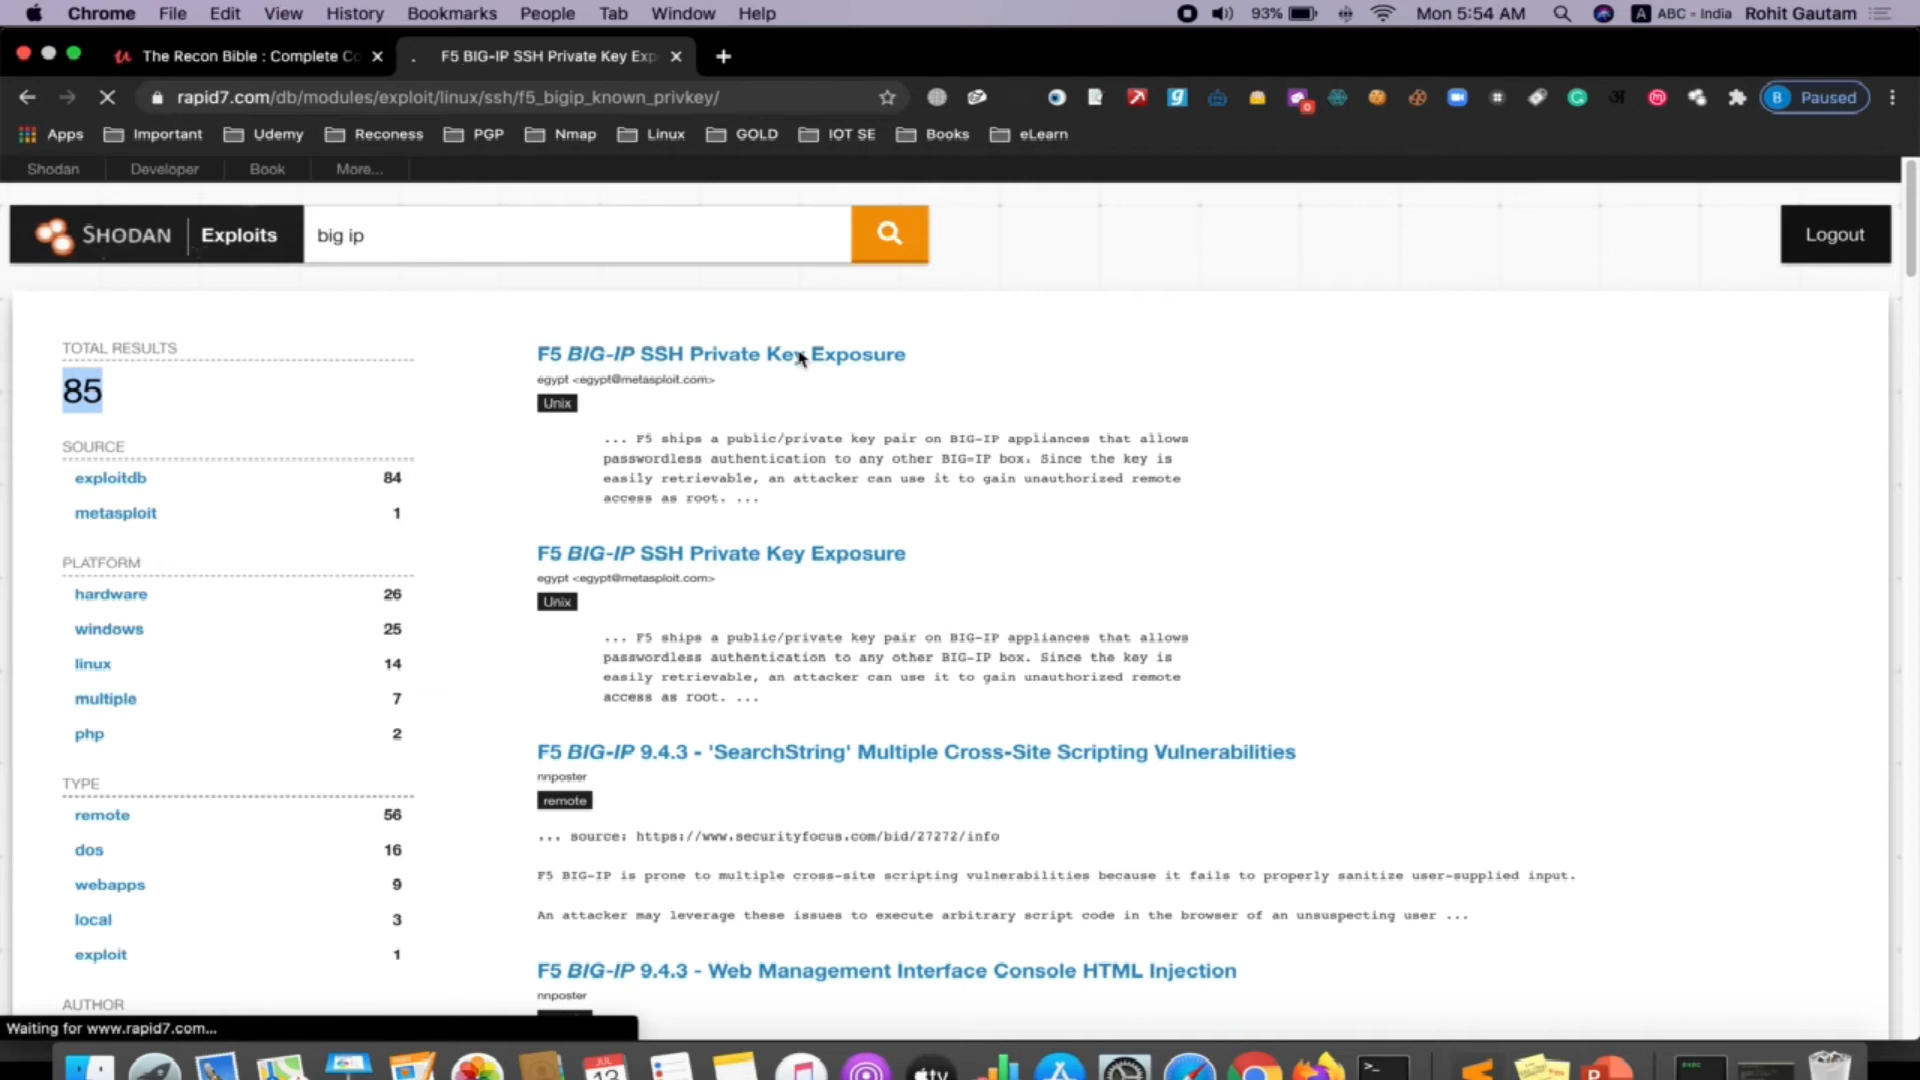 Chrome File Edit View History Bookmarks People Tab Window Help 93% Mon 5:54 AM A ABC - India Rohit Gautam
The Recon Bible : Complete Co F5 BIG-IP SSH Private Key Exp
rapid7.com/db/modules/exploit/linux/ssh/f5_bigip_known_privkey/ B Paused
Apps Important Udemy Reconess PGP Nmap Linux GOLD IOT SE Books eLearn
Shodan Developer Book More...
SHODAN Exploits big ip Logout
TOTAL RESULTS
85
SOURCE
exploitdb 84
metasploit 1
PLATFORM
hardware 26
windows 25
linux 14
multiple 7
php 2
TYPE
remote 56
dos 16
webapps 9
local 3
exploit 1
AUTHOR
F5 BIG-IP SSH Private Key Exposure
egypt <egypt@metasploit.com>
Unix
... F5 ships a public/private key pair on BIG-IP appliances that allows
passwordless authentication to any other BIG-IP box. Since the key is
easily retrievable, an attacker can use it to gain unauthorized remote
access as root. ...
F5 BIG-IP SSH Private Key Exposure
egypt <egypt@metasploit.com>
Unix
... F5 ships a public/private key pair on BIG-IP appliances that allows
passwordless authentication to any other BIG-IP box. Since the key is
easily retrievable, an attacker can use it to gain unauthorized remote
access as root. ...
F5 BIG-IP 9.4.3 - 'SearchString' Multiple Cross-Site Scripting Vulnerabilities
nnposter
remote
... source: https://www.securityfocus.com/bid/27272/info
F5 BIG-IP is prone to multiple cross-site scripting vulnerabilities because it fails to properly sanitize user-supplied input.
An attacker may leverage these issues to execute arbitrary script code in the browser of an unsuspecting user ...
F5 BIG-IP 9.4.3 - Web Management Interface Console HTML Injection
nnposter
Waiting for www.rapid7.com...
JUL
tv